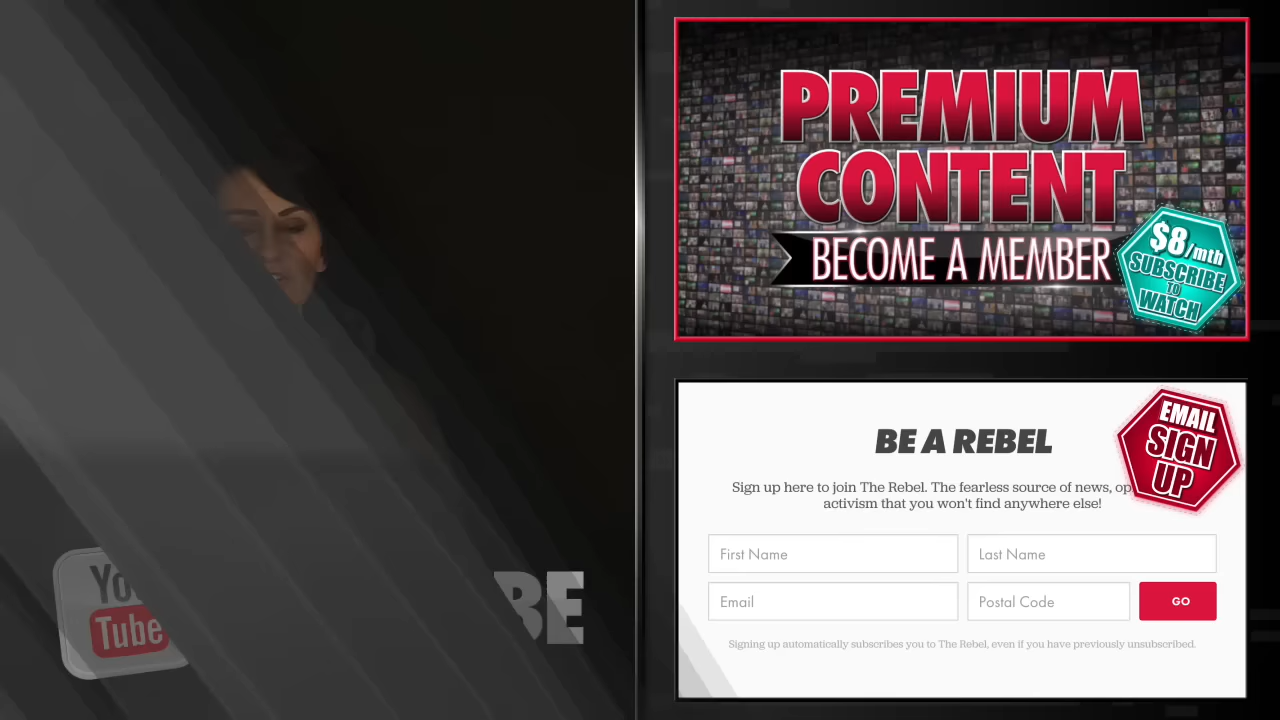 You
Tube
BE
PREMIUM
CONTENT
BECOME A MEMBER
$8/mth
SUBSCRIBE
TO
WATCH
BE A REBEL
EMAIL
SIGN
UP
Sign up here to join The Rebel. The fearless source of news, op
activism that you won't find anywhere else!
First Name
Last Name
Email
Postal Code
GO
Signing up automatically subscribes you to The Rebel, even if you have previously unsubscribed.